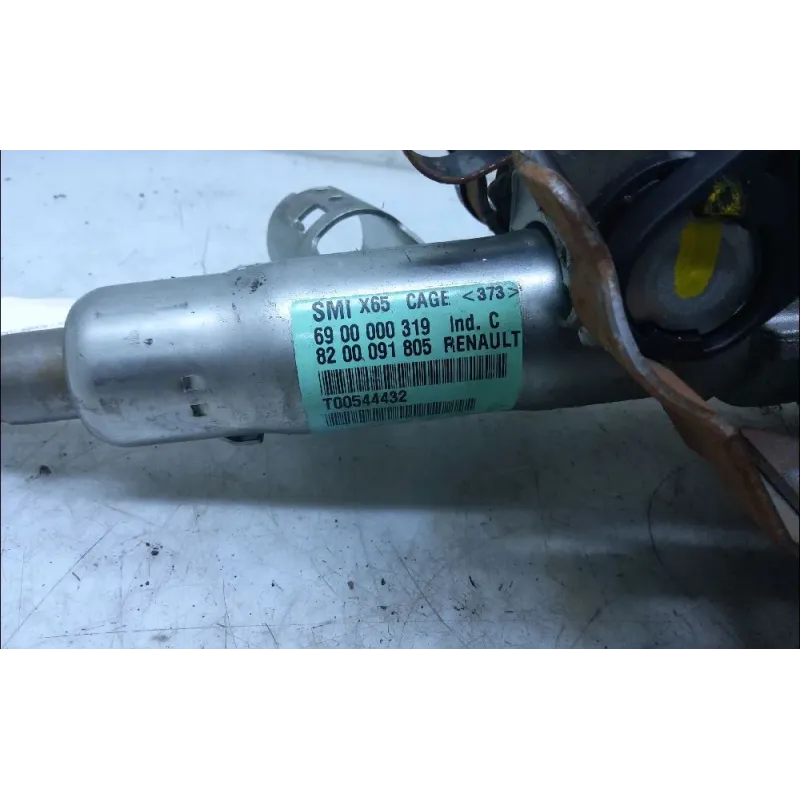 SMI X65 CAGE <373>
69 00 000 319 Ind. C
82 00 091 805 RENAULT
T00544432